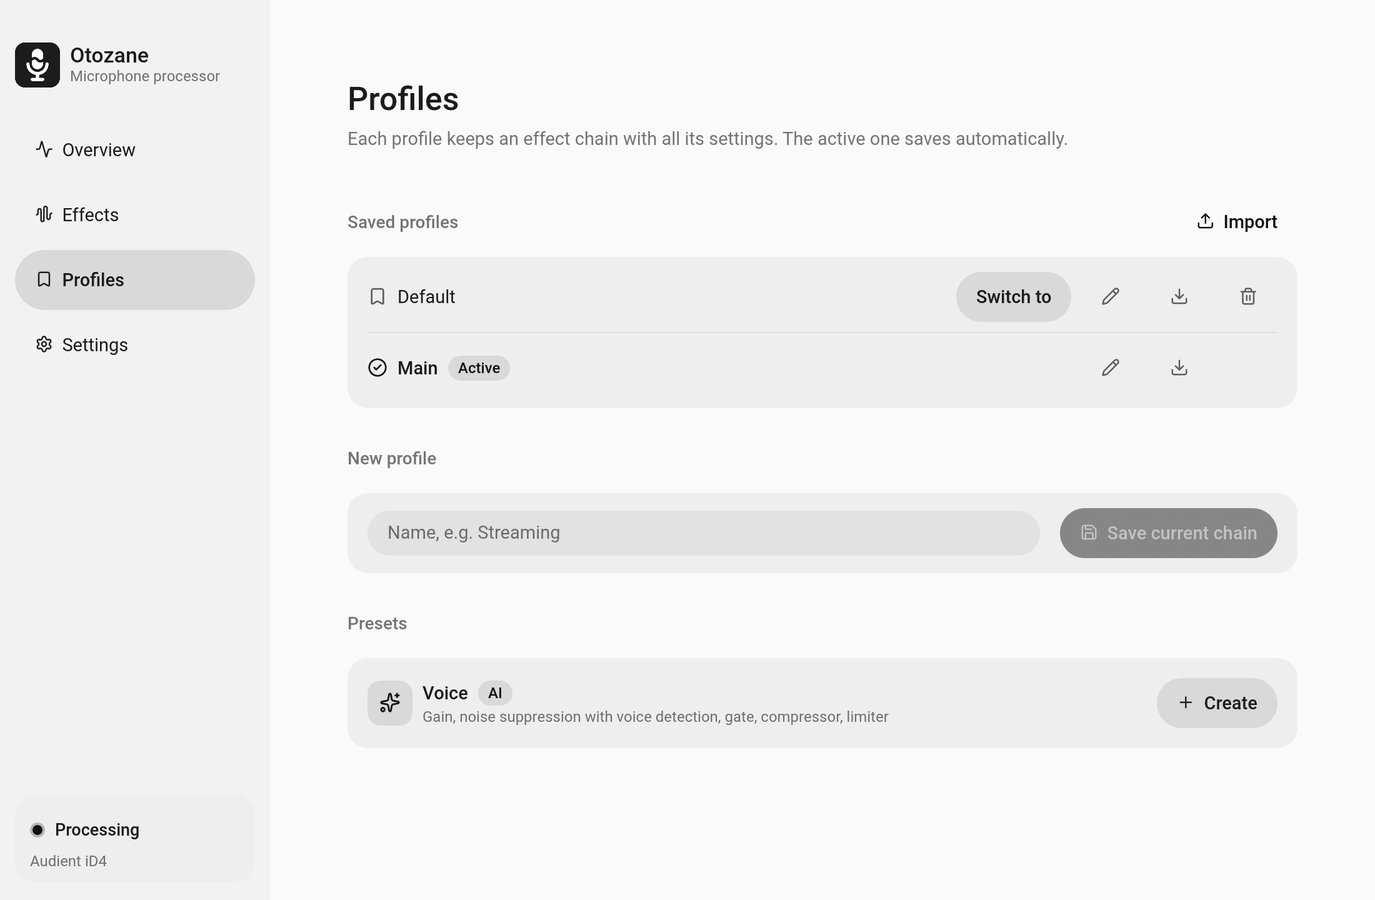 Otozane
Microphone processor
Overview
Effects
Profiles
Settings
Processing
Audient iD4
Profiles
Each profile keeps an effect chain with all its settings. The active one saves automatically.
Saved profiles
Import
Default
Switch to
Main Active
New profile
Name, e.g. Streaming
Save current chain
Presets
Voice AI
Gain, noise suppression with voice detection, gate, compressor, limiter
Create